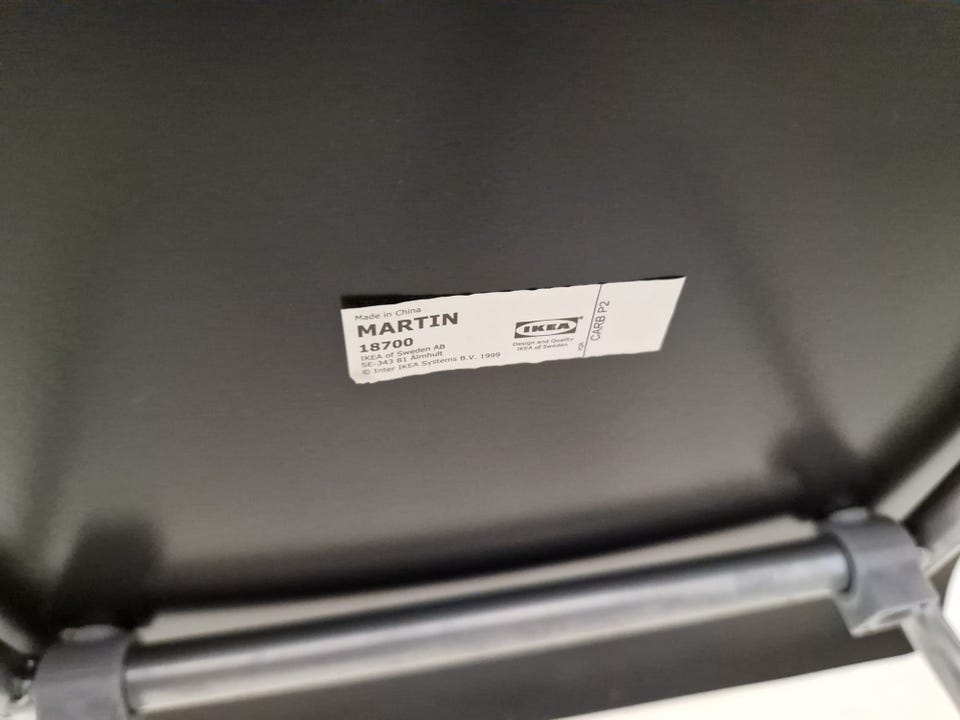 Made in China
MARTIN
18700
IKEA of Sweden AB
SE-343 81 Älmhult
© Inter IKEA Systems B.V. 1999
IKEA®
Design and Quality
IKEA of Sweden
FOR
CARB P2